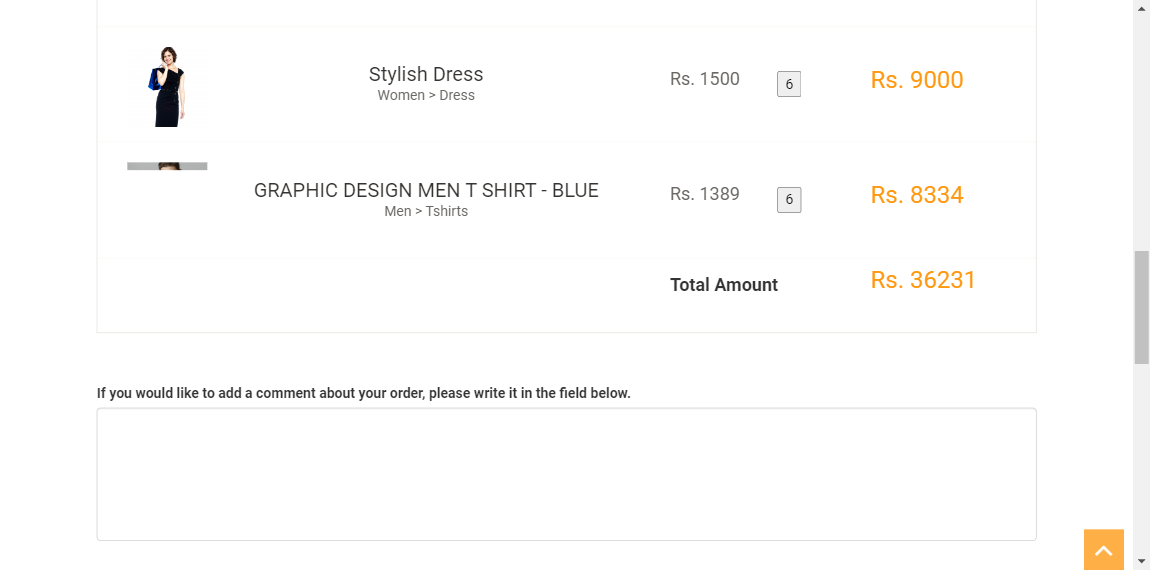 Stylish Dress
Women > Dress
Rs. 1500
6
Rs. 9000
GRAPHIC DESIGN MEN T SHIRT - BLUE
Men > Tshirts
Rs. 1389
6
Rs. 8334
Total Amount
Rs. 36231
If you would like to add a comment about your order, please write it in the field below.